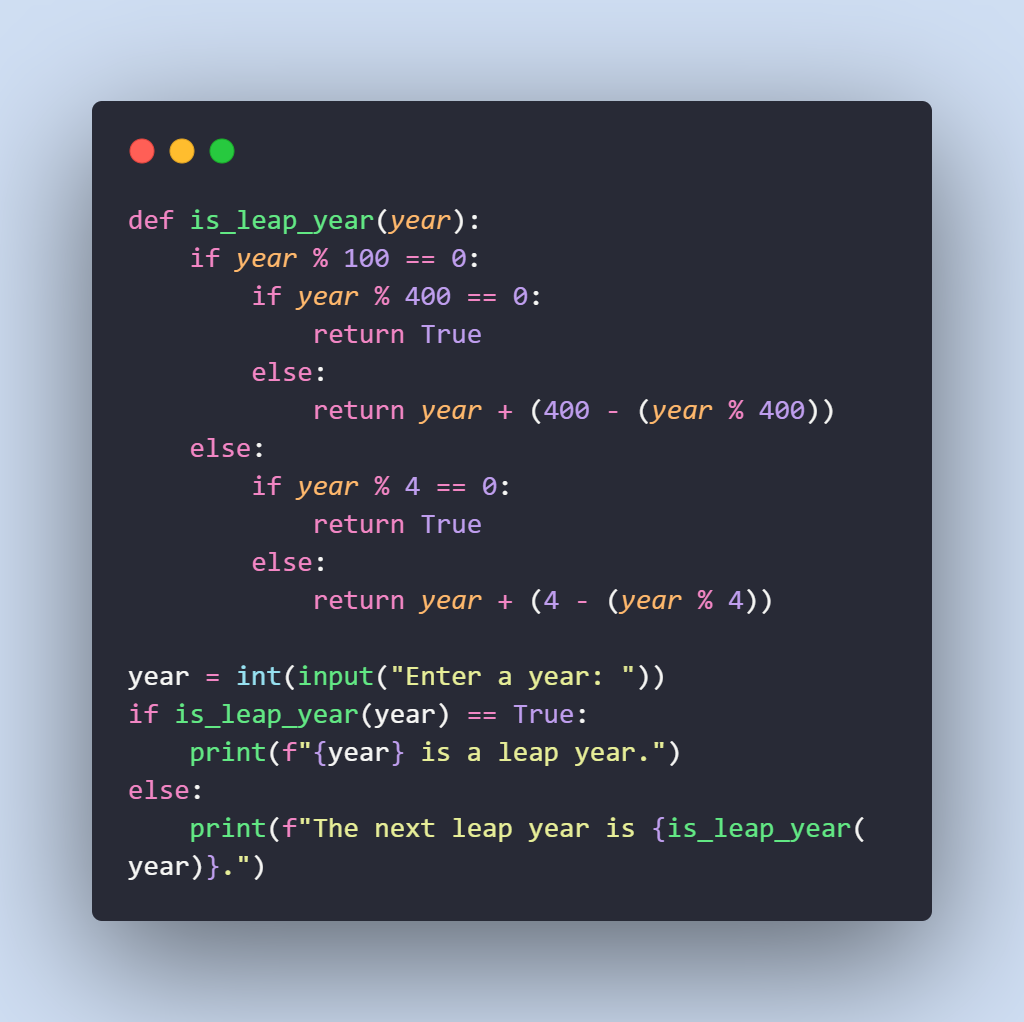 def is_leap_year(year):
    if year % 100 == 0:
        if year % 400 == 0:
            return True
        else:
            return year + (400 - (year % 400))
    else:
        if year % 4 == 0:
            return True
        else:
            return year + (4 - (year % 4))

year = int(input("Enter a year: "))
if is_leap_year(year) == True:
    print(f"{year} is a leap year.")
else:
    print(f"The next leap year is {is_leap_year(
year)}.")